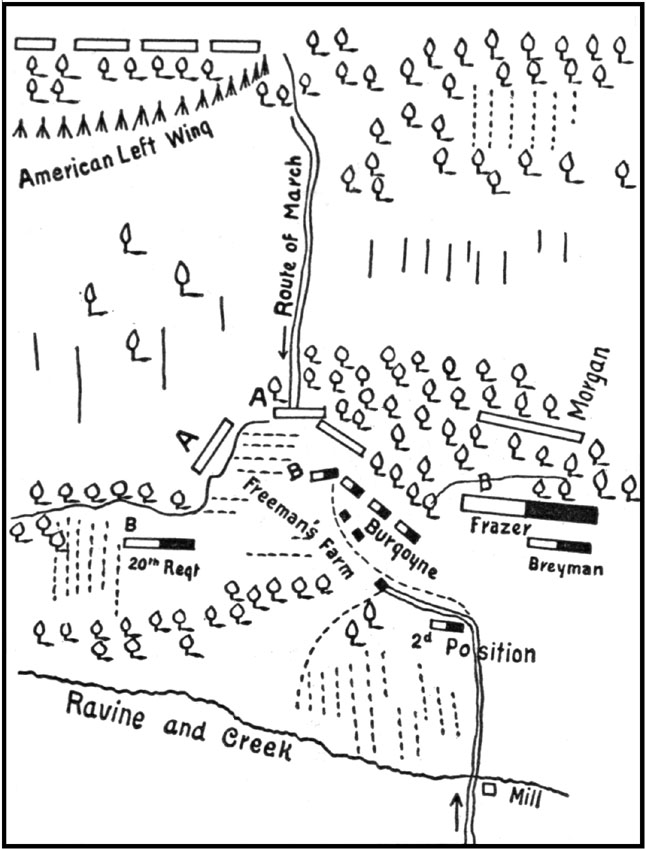 American Left Wing
Route of March
Morgan
A
A
B
B
Frazer
Breyman
Freeman's Farm
Burgoyne
B
20th Regt
2d Position
Ravine and Creek
Mill